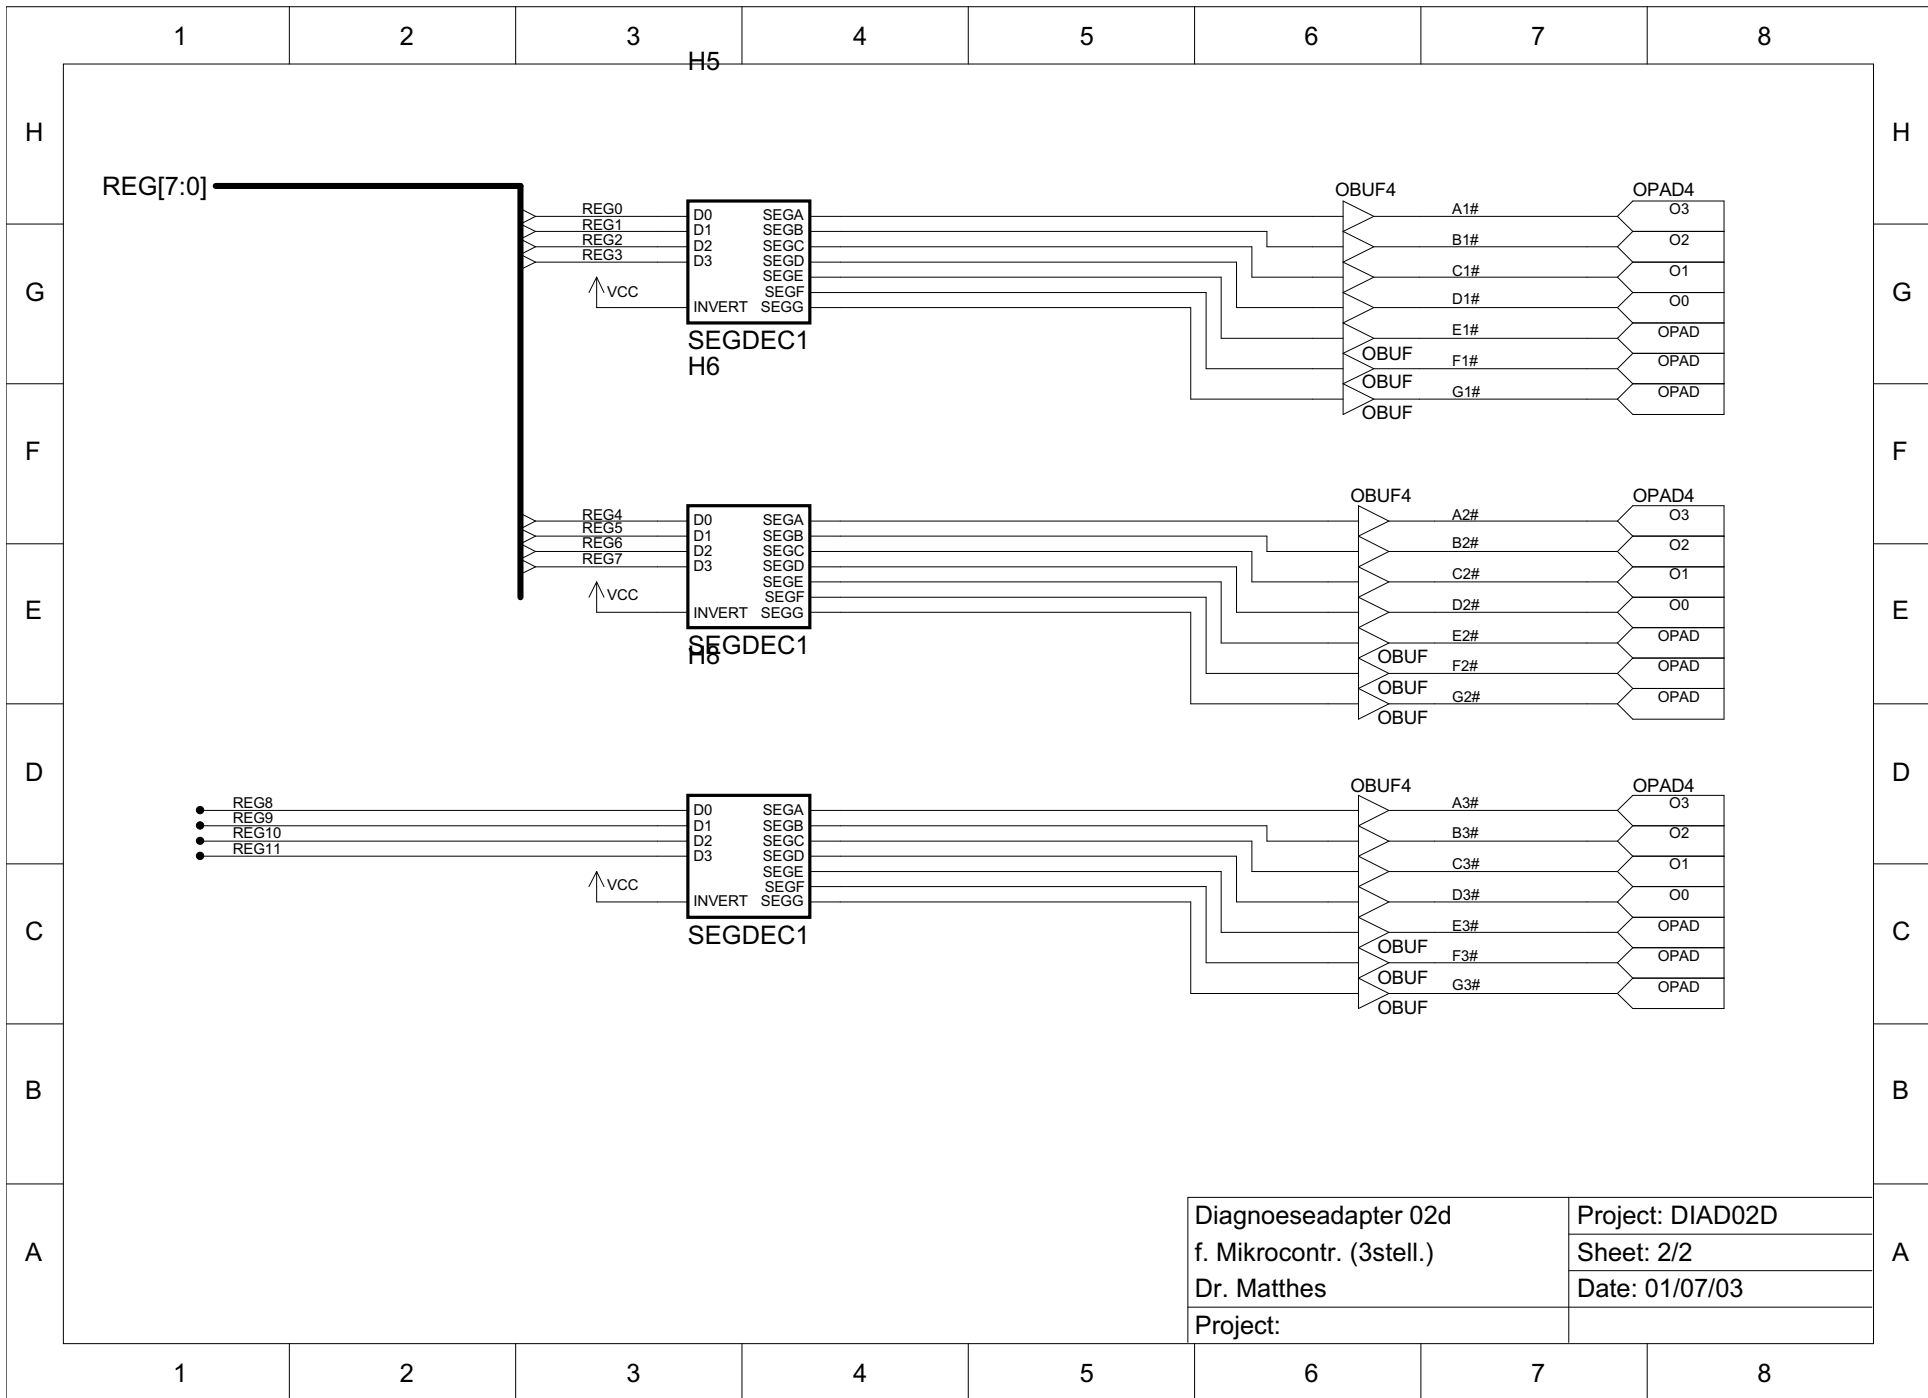 1 2 3 4 5 6 7 8
H5
H H
REG[7:0]
OBUF4 OPAD4
REG0 D0 SEGA A1# O3
REG1 D1 SEGB B1# O2
REG2 D2 SEGC C1# O1
REG3 D3 SEGD D1# O0
SEGE E1# OPAD
VCC SEGF OBUF F1# OPAD
INVERT SEGG OBUF G1# OPAD
OBUF
G G
SEGDEC1
H6
F F
OBUF4 OPAD4
REG4 D0 SEGA A2# O3
REG5 D1 SEGB B2# O2
REG6 D2 SEGC C2# O1
REG7 D3 SEGD D2# O0
SEGE E2# OPAD
VCC SEGF OBUF F2# OPAD
INVERT SEGG OBUF G2# OPAD
OBUF
E E
SEGDEC1
H8
D D
OBUF4 OPAD4
REG8 D0 SEGA A3# O3
REG9 D1 SEGB B3# O2
REG10 D2 SEGC C3# O1
REG11 D3 SEGD D3# O0
SEGE E3# OPAD
VCC SEGF OBUF F3# OPAD
INVERT SEGG OBUF G3# OPAD
OBUF
C C
SEGDEC1
B B
A A
Diagnoeseadapter 02d
f. Mikrocontr. (3stell.)
Dr. Matthes
Project:
Project: DIAD02D
Sheet: 2/2
Date: 01/07/03
1 2 3 4 5 6 7 8